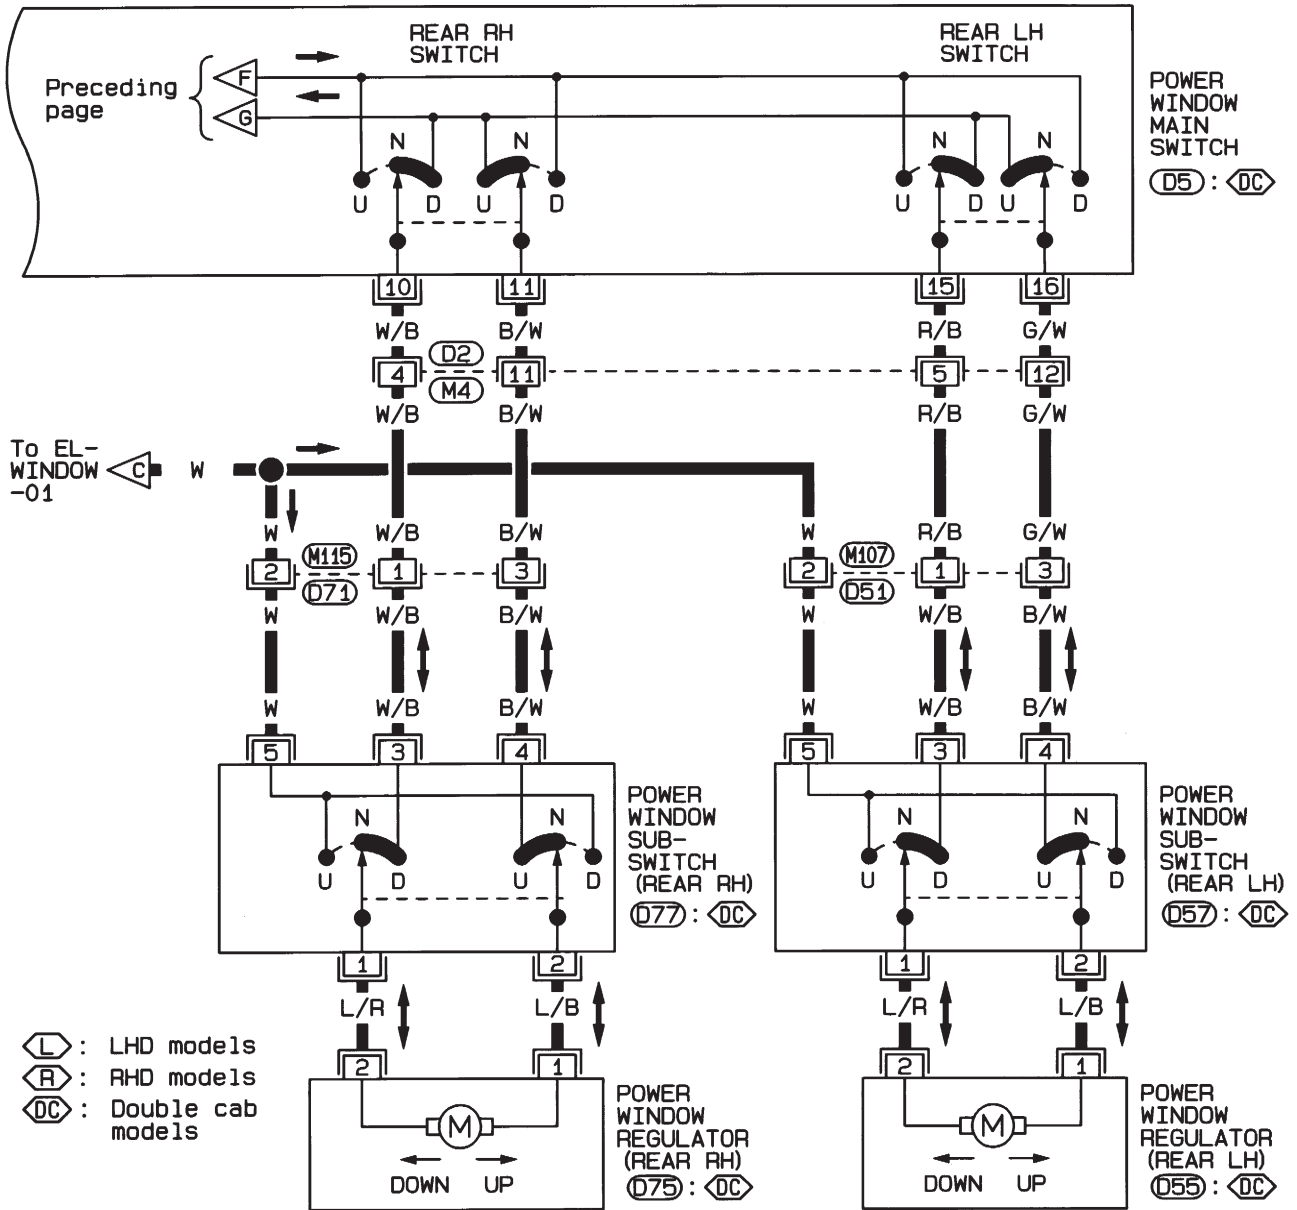 REAR RH
SWITCH
REAR LH
SWITCH
Preceding
page
F
G
POWER
WINDOW
MAIN
SWITCH
D5 : DC
N N N N
U D U D U D U D
10 11 15 16
W/B B/W R/B G/W
D2
4 11 5 12
M4
W/B B/W R/B G/W
To EL-
WINDOW
-01
C W
W W/B B/W W R/B G/W
M115 M107
2 1 3 2 1 3
D71 D51
W W/B B/W W W/B B/W
W W/B B/W W W/B B/W
5 3 4 5 3 4
POWER
WINDOW
SUB-
SWITCH
(REAR RH)
D77 : DC
N N
U D U D
POWER
WINDOW
SUB-
SWITCH
(REAR LH)
D57 : DC
N N
U D U D
1 2 1 2
L/R L/B L/R L/B
2 1 2 1
L : LHD models
R : RHD models
DC : Double cab
models
M
DOWN UP
POWER
WINDOW
REGULATOR
(REAR RH)
D75 : DC
M
DOWN UP
POWER
WINDOW
REGULATOR
(REAR LH)
D55 : DC